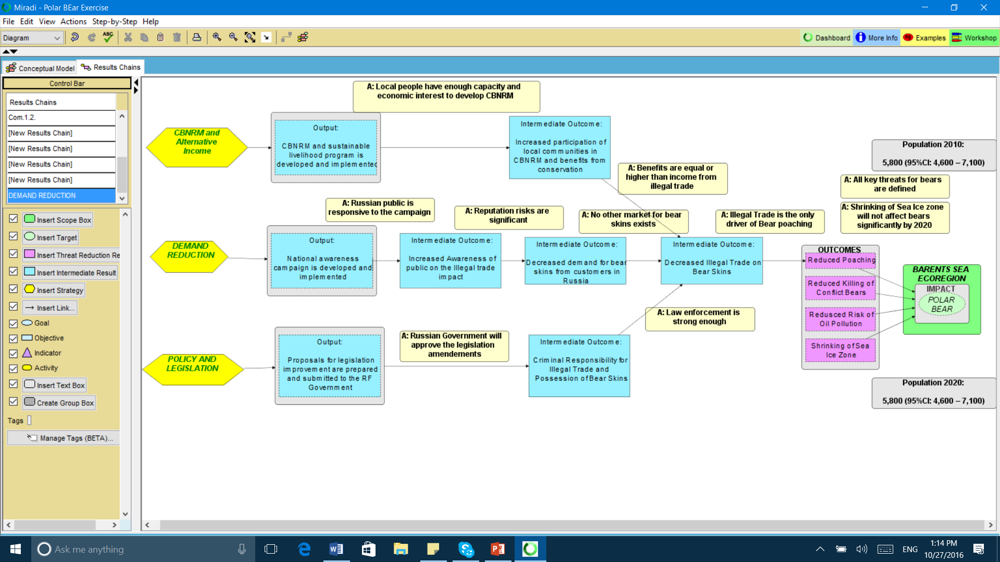 Miradi - Polar BEar Exercise
File Edit View Actions Step-by-Step Help
Diagram
ABC
Dashboard
More Info
eg
Examples
Workshop
Conceptual Model
Results Chains
Control Bar
Results Chains
Com.1.2.
[New Results Chain]
[New Results Chain]
[New Results Chain]
[New Results Chain]
DEMAND REDUCTION
Insert Scope Box
Insert Target
Insert Threat Reduction Re
Insert Intermediate Result
Insert Strategy
Insert Link...
Goal
Objective
Indicator
Activity
Insert Text Box
Create Group Box
Tags
Manage Tags (BETA)...
A: Local people have enough capacity and
economic interest to develop CBNRM
CBNRM and
Alternative
Income
Output:
CBNRM and sustainable
livelihood program is
developed and implemented
Intermediate Outcome:
Increased participation of
local communities in
CBNRM and benefits from
conservation
A: Benefits are equal or
higher than income from
illegal trade
Population 2010:
5,800 (95%CI: 4,600 – 7,100)
A: All key threats for bears
are defined
A: Shrinking of Sea Ice zone
will not affect bears
significantly by 2020
A: Russian public is
responsive to the campaign
A: Reputation risks are
significant
A: No other market for bear
skins exists
A: Illegal Trade is the only
driver of Bear poaching
DEMAND
REDUCTION
Output:
National awareness
campaign is developed and
implemented
Intermediate Outcome:
Increased Awareness of
public on the Illegal trade
impact
Intermediate Outcome:
Decreased demand for bear
skins from customers in
Russia
Intermediate Outcome:
Decreased Illegal Trade on
Bear Skins
OUTCOMES
Reduced Poaching
Reduced Killing of
Conflict Bears
Redusced Risk of
Oil Pollution
Shrinking of Sea
Ice Zone
BARENTS SEA
ECOREGION
IMPACT
POLAR
BEAR
A: Law enforcement is
strong enough
POLICY AND
LEGISLATION
Output:
Proposals for legislation
improvement are prepared
and submitted to the RF
Government
A: Russian Government will
approve the legislation
amendements
Intermediate Outcome:
Criminal Responsibility for
Illegal Trade and
Possession of Bear Skins
Population 2020:
5,800 (95%CI: 4,600 – 7,100)
Ask me anything
ENG
1:14 PM
10/27/2016